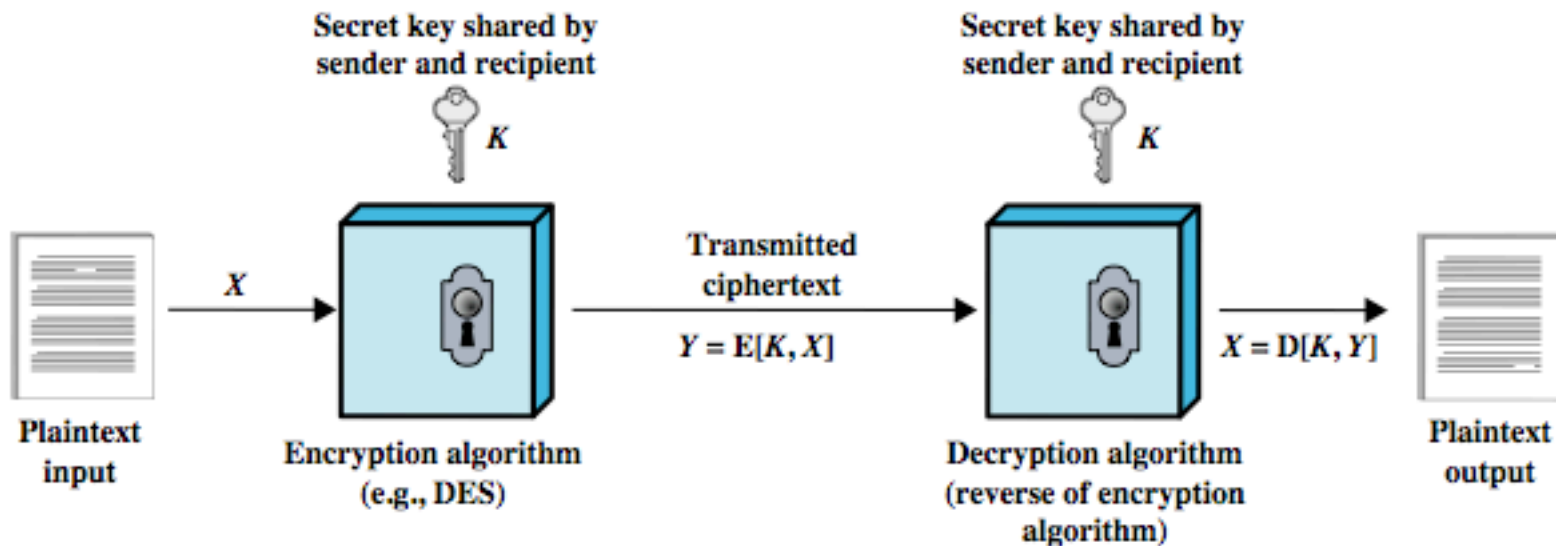 Secret key shared by
sender and recipient
K
Secret key shared by
sender and recipient
K
X
Transmitted
ciphertext
Y = E[K, X]
X = D[K, Y]
Plaintext
input
Encryption algorithm
(e.g., DES)
Decryption algorithm
(reverse of encryption
algorithm)
Plaintext
output